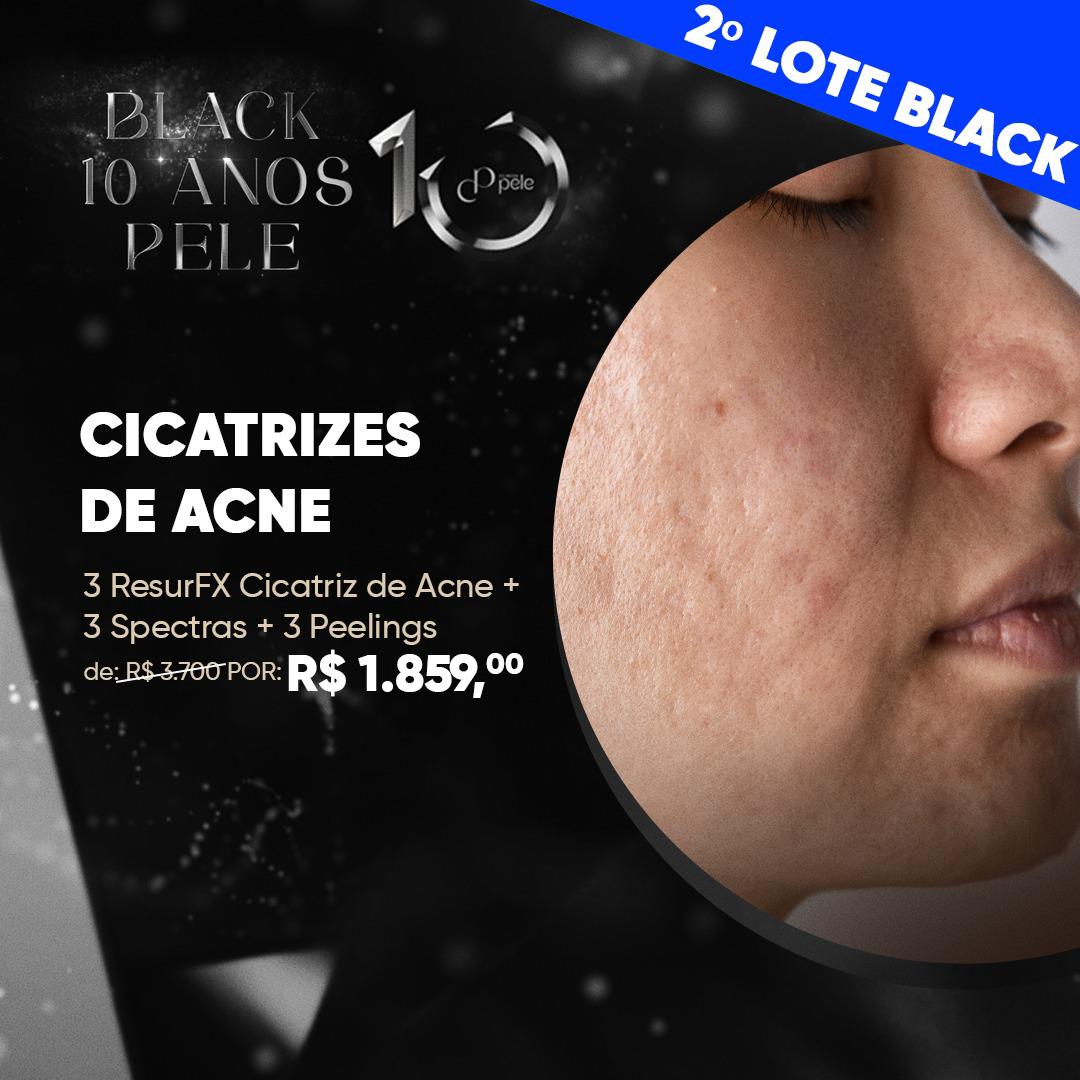 2º LOTE BLACK
BLACK
10 ANOS
PELE
10
pele
CICATRIZES
DE ACNE
3 ResurFX Cicatriz de Acne +
3 Spectras + 3 Peelings
de: R$ 3.700 POR: R$ 1.859,00